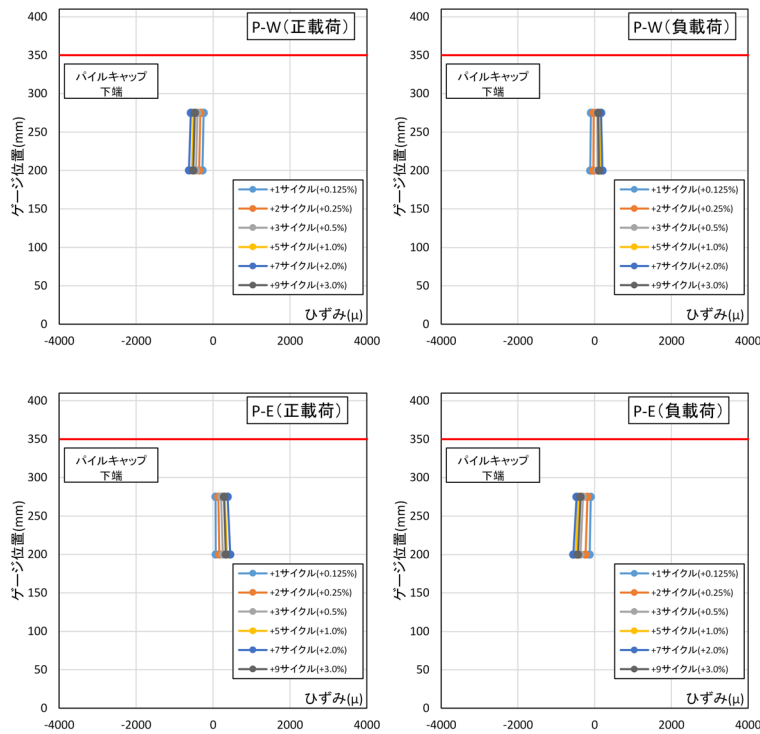 P-W(正載荷)
400
350
300
250
200
150
100
50
0
ゲージ位置(mm)
パイルキャップ
下端
+1サイクル(+0.125%)
+2サイクル(+0.25%)
+3サイクル(+0.5%)
+5サイクル(+1.0%)
+7サイクル(+2.0%)
+9サイクル(+3.0%)
ひずみ(μ)
-4000 -2000 0 2000 4000
P-W(負載荷)
400
350
300
250
200
150
100
50
0
ゲージ位置(mm)
パイルキャップ
下端
+1サイクル(+0.125%)
+2サイクル(+0.25%)
+3サイクル(+0.5%)
+5サイクル(+1.0%)
+7サイクル(+2.0%)
+9サイクル(+3.0%)
ひずみ(μ)
-4000 -2000 0 2000 4000
P-E(正載荷)
400
350
300
250
200
150
100
50
0
ゲージ位置(mm)
パイルキャップ
下端
+1サイクル(+0.125%)
+2サイクル(+0.25%)
+3サイクル(+0.5%)
+5サイクル(+1.0%)
+7サイクル(+2.0%)
+9サイクル(+3.0%)
ひずみ(μ)
-4000 -2000 0 2000 4000
P-E(負載荷)
400
350
300
250
200
150
100
50
0
ゲージ位置(mm)
パイルキャップ
下端
+1サイクル(+0.125%)
+2サイクル(+0.25%)
+3サイクル(+0.5%)
+5サイクル(+1.0%)
+7サイクル(+2.0%)
+9サイクル(+3.0%)
ひずみ(μ)
-4000 -2000 0 2000 4000